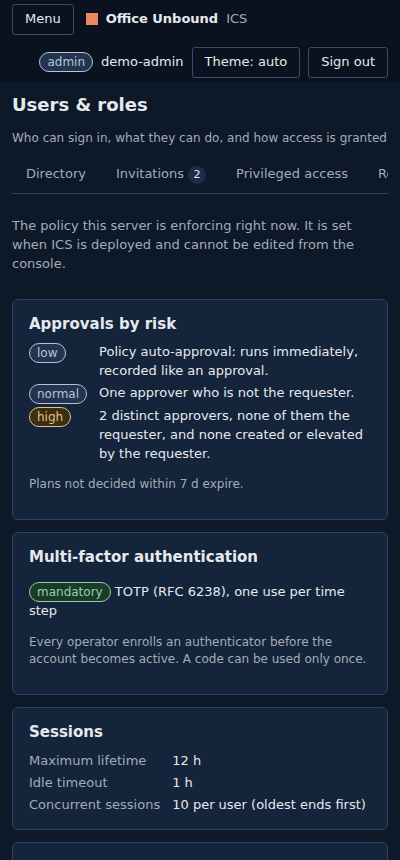 Menu Office Unbound ICS
admin demo-admin Theme: auto Sign out
Users & roles
Who can sign in, what they can do, and how access is granted
Directory Invitations 2 Privileged access
The policy this server is enforcing right now. It is set
when ICS is deployed and cannot be edited from the
console.
Approvals by risk
low Policy auto-approval: runs immediately,
recorded like an approval.
normal One approver who is not the requester.
high 2 distinct approvers, none of them the
requester, and none created or elevated
by the requester.
Plans not decided within 7 d expire.
Multi-factor authentication
mandatory TOTP (RFC 6238), one use per time
step
Every operator enrolls an authenticator before the
account becomes active. A code can be used only once.
Sessions
Maximum lifetime 12 h
Idle timeout 1 h
Concurrent sessions 10 per user (oldest ends first)